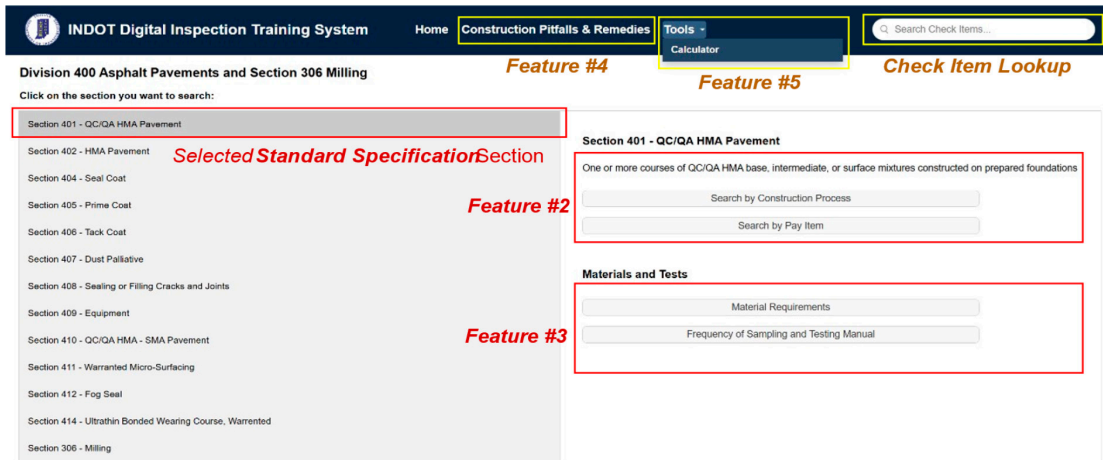 INDOT Digital Inspection Training System Home Construction Pitfalls & Remedies Tools Search Check Items...
Calculator
Feature #4 Feature #5 Check Item Lookup
Division 400 Asphalt Pavements and Section 306 Milling
Click on the section you want to search:
Section 401 - QC/QA HMA Pavement
Section 402 - HMA Pavement
Selected Standard Specification Section
Section 404 - Seal Coat
Section 405 - Prime Coat
Section 406 - Tack Coat
Section 407 - Dust Palliative
Section 408 - Sealing or Filling Cracks and Joints
Section 409 - Equipment
Section 410 - QC/QA HMA - SMA Pavement
Section 411 - Warranted Micro-Surfacing
Section 412 - Fog Seal
Section 414 - Ultrathin Bonded Wearing Course, Warrented
Section 306 - Milling
Section 401 - QC/QA HMA Pavement
One or more courses of QC/QA HMA base, intermediate, or surface mixtures constructed on prepared foundations
Feature #2
Search by Construction Process
Search by Pay Item
Materials and Tests
Feature #3
Material Requirements
Frequency of Sampling and Testing Manual